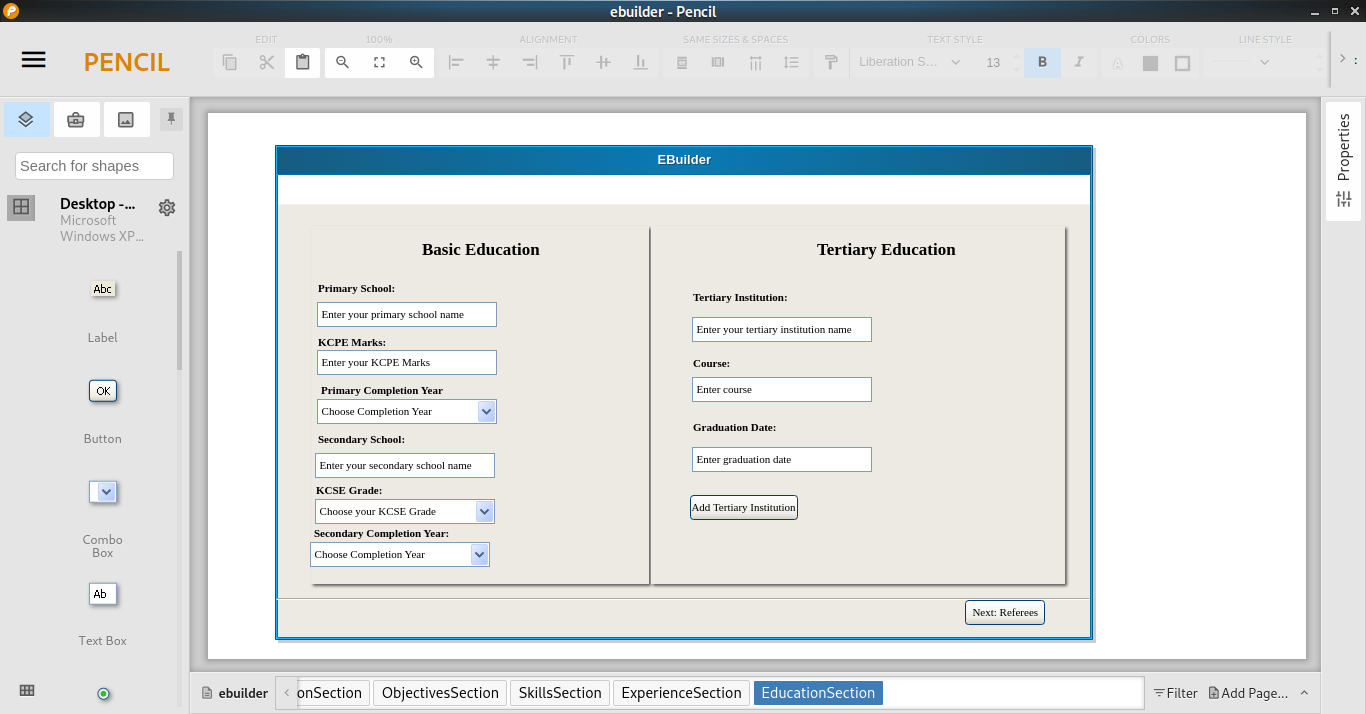 ebuilder - Pencil
PENCIL
EDIT
100%
ALIGNMENT
SAME SIZES & SPACES
TEXT STYLE
COLORS
LINE STYLE
Liberation S...
13
B
I
A
Search for shapes
Desktop -...
Microsoft
Windows XP...
Abc
Label
OK
Button
Combo
Box
Ab
Text Box
EBuilder
Basic Education
Primary School:
Enter your primary school name
KCPE Marks:
Enter your KCPE Marks
Primary Completion Year
Choose Completion Year
Secondary School:
Enter your secondary school name
KCSE Grade:
Choose your KCSE Grade
Secondary Completion Year:
Choose Completion Year
Tertiary Education
Tertiary Institution:
Enter your tertiary institution name
Course:
Enter course
Graduation Date:
Enter graduation date
Add Tertiary Institution
Next: Referees
Properties
ebuilder
onSection
ObjectivesSection
SkillsSection
ExperienceSection
EducationSection
Filter
Add Page...